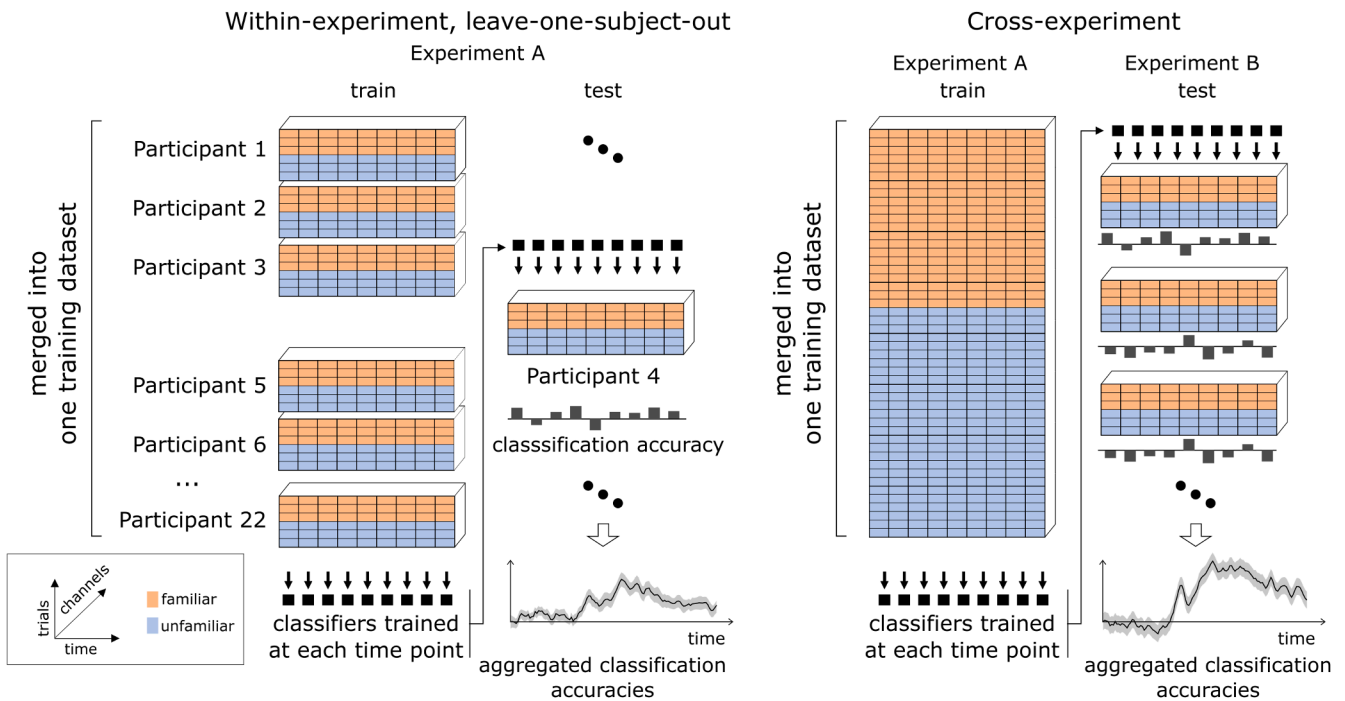 Within-experiment, leave-one-subject-out
Experiment A
train
test
merged into
one training dataset
Participant 1
Participant 2
Participant 3
Participant 5
Participant 6
...
Participant 22
Participant 4
classsification accuracy
trials
channels
time
familiar
unfamiliar
classifiers trained
at each time point
time
aggregated classification
accuracies
Cross-experiment
Experiment A
train
Experiment B
test
merged into
one training dataset
classifiers trained
at each time point
time
aggregated classification
accuracies